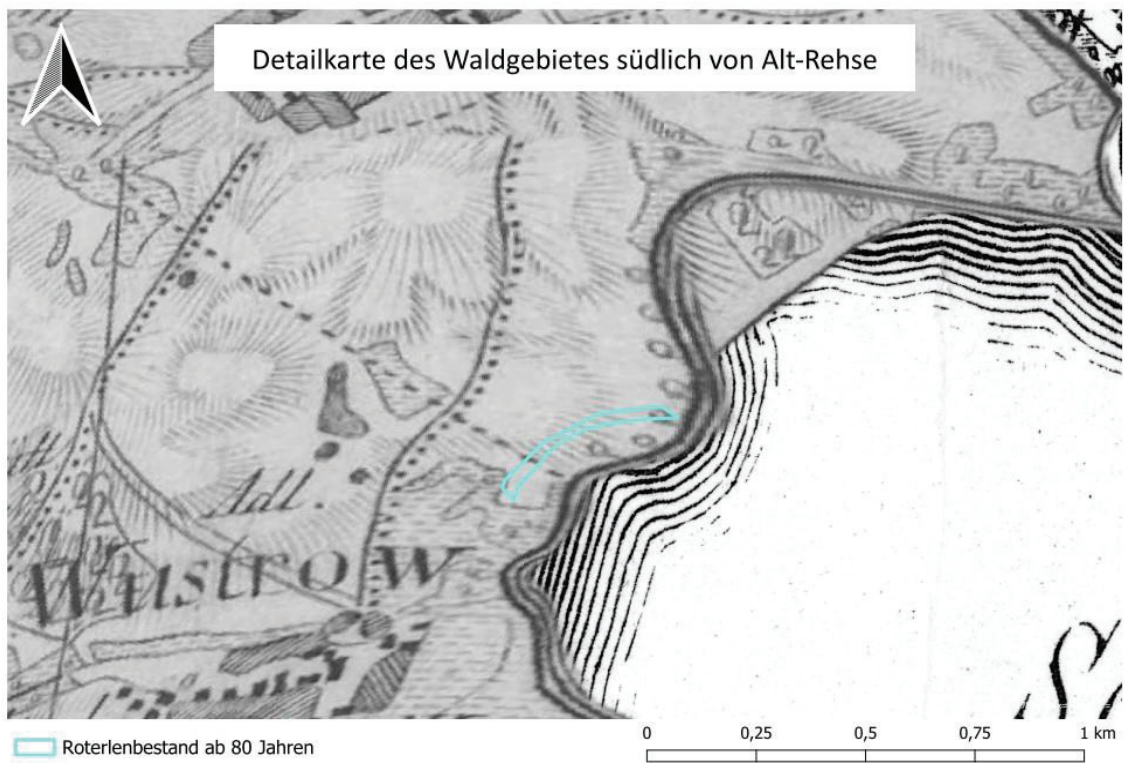 Detailkarte des Waldgebietes südlich von Alt-Rehse
Adl.
Wustrow
Roterlenbestand ab 80 Jahren
0 0,25 0,5 0,75 1 km